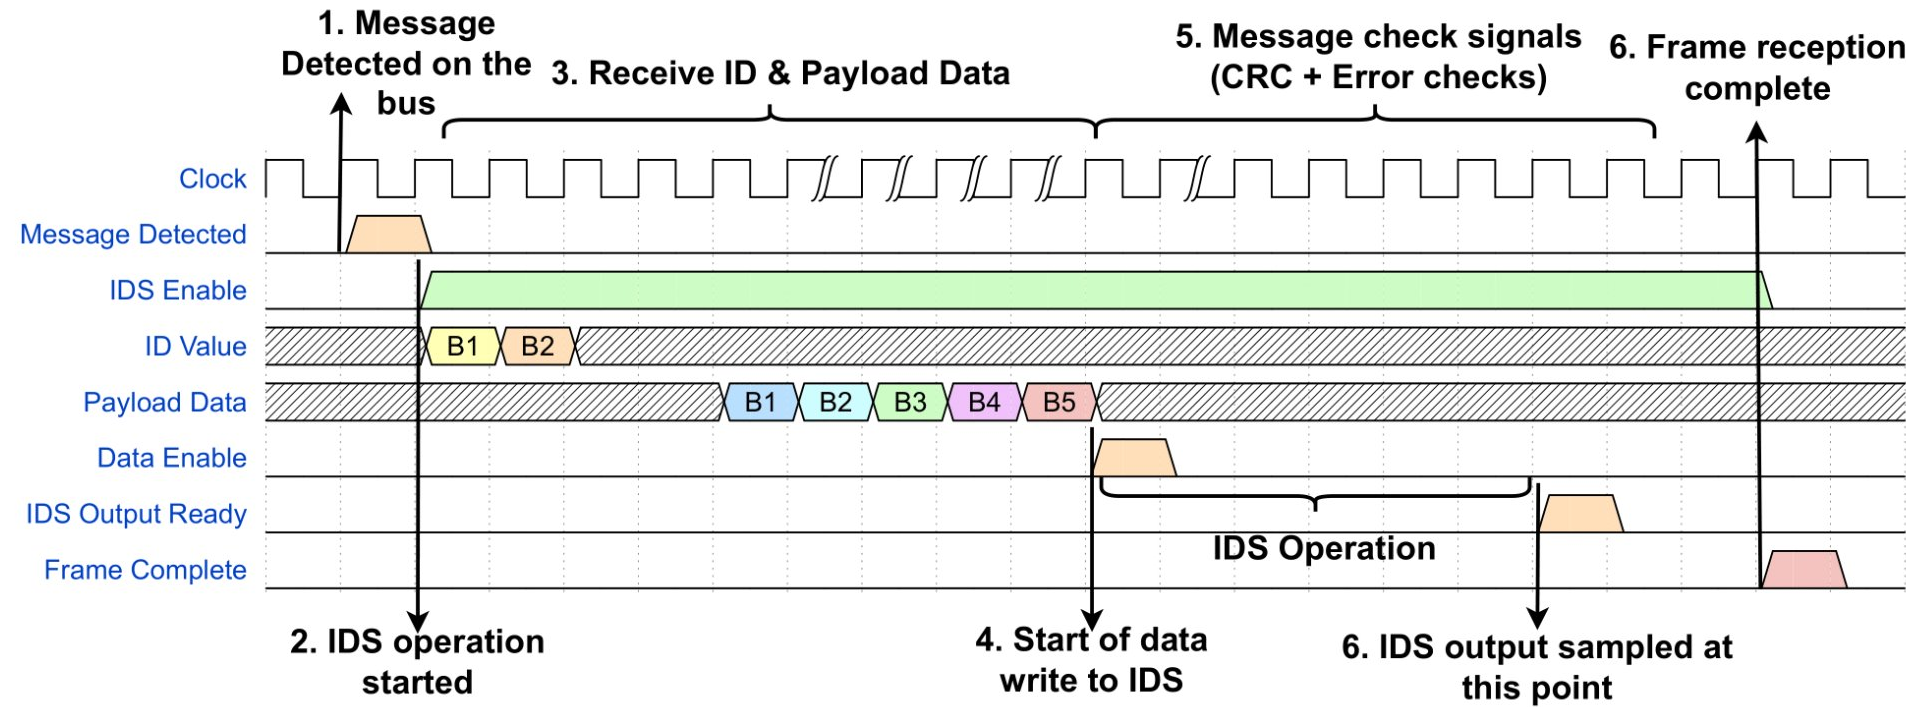 1. Message
Detected on the
bus
3. Receive ID & Payload Data
5. Message check signals
(CRC + Error checks)
6. Frame reception
complete
Clock
Message Detected
IDS Enable
ID Value
B1
B2
Payload Data
B1
B2
B3
B4
B5
Data Enable
IDS Output Ready
IDS Operation
Frame Complete
2. IDS operation
started
4. Start of data
write to IDS
6. IDS output sampled at
this point